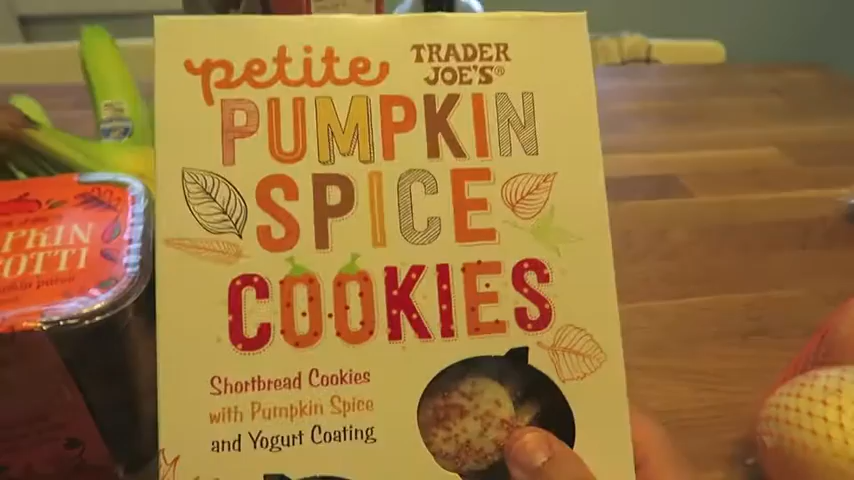 petite
TRADER
JOE'S®
PUMPKIN
SPICE
COOKIES
Shortbread Cookies
with Pumpkin Spice
and Yogurt Coating